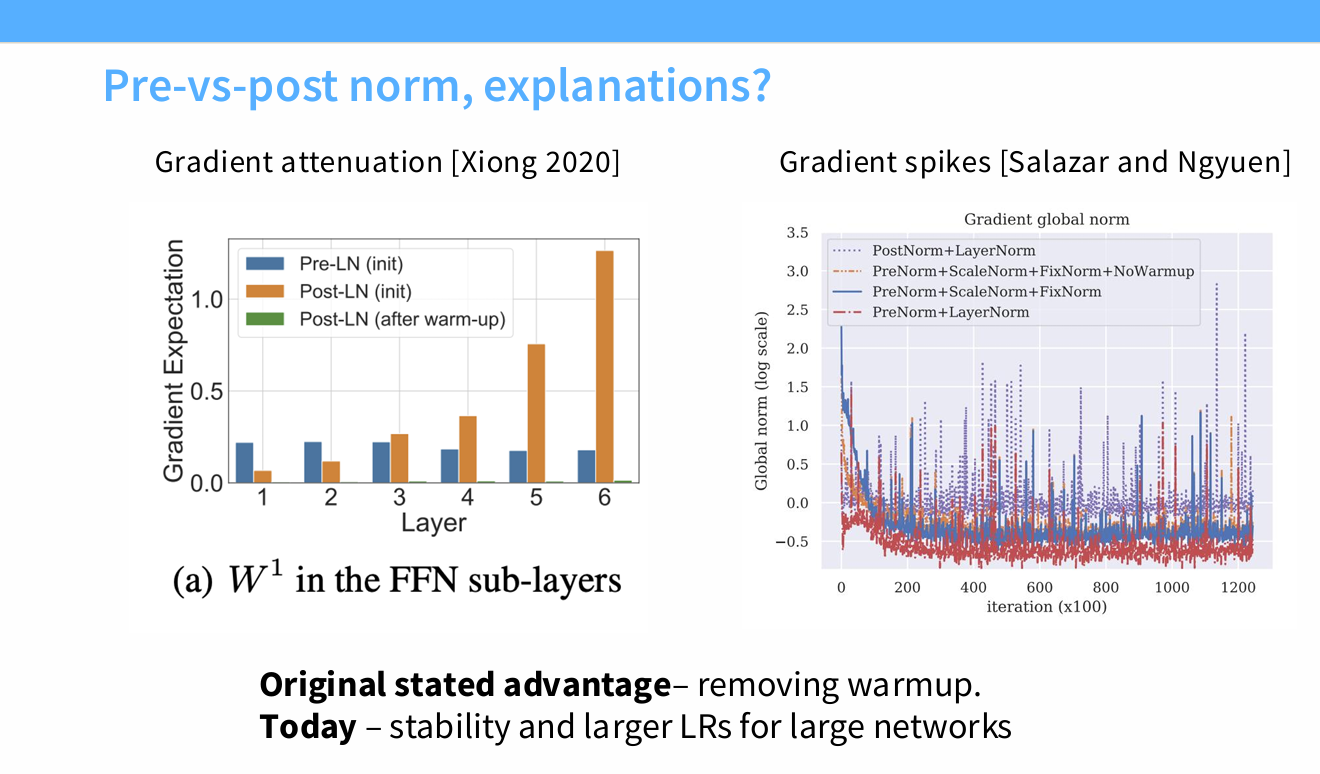 Pre-vs-post norm, explanations?
Gradient attenuation [Xiong 2020]
Gradient Expectation
Pre-LN (init)
Post-LN (init)
Post-LN (after warm-up)
1.0
0.5
0.0
1 2 3 4 5 6
Layer
(a) W¹ in the FFN sub-layers
Gradient spikes [Salazar and Ngyuen]
Gradient global norm
Global norm (log scale)
PostNorm+LayerNorm
PreNorm+ScaleNorm+FixNorm+NoWarmup
PreNorm+ScaleNorm+FixNorm
PreNorm+LayerNorm
3.5
3.0
2.5
2.0
1.5
1.0
0.5
0.0
−0.5
0 200 400 600 800 1000 1200
iteration (x100)
Original stated advantage– removing warmup.
Today – stability and larger LRs for large networks